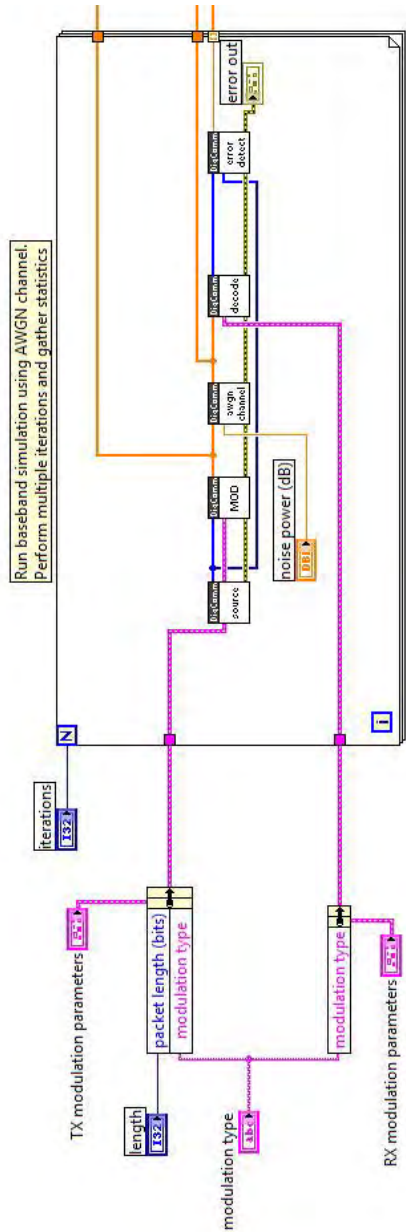 Run baseband simulation using AWGN channel.
Perform multiple iterations and gather statistics
iterations
I32
N
TX modulation parameters
length
I32
packet length (bits)
modulation type
modulation type
abc
modulation type
RX modulation parameters
DigComm
source
DigComm
MOD
DigComm
awgn
channel
DigComm
decode
DigComm
error
detect
error out
noise power (dB)
DBL
i